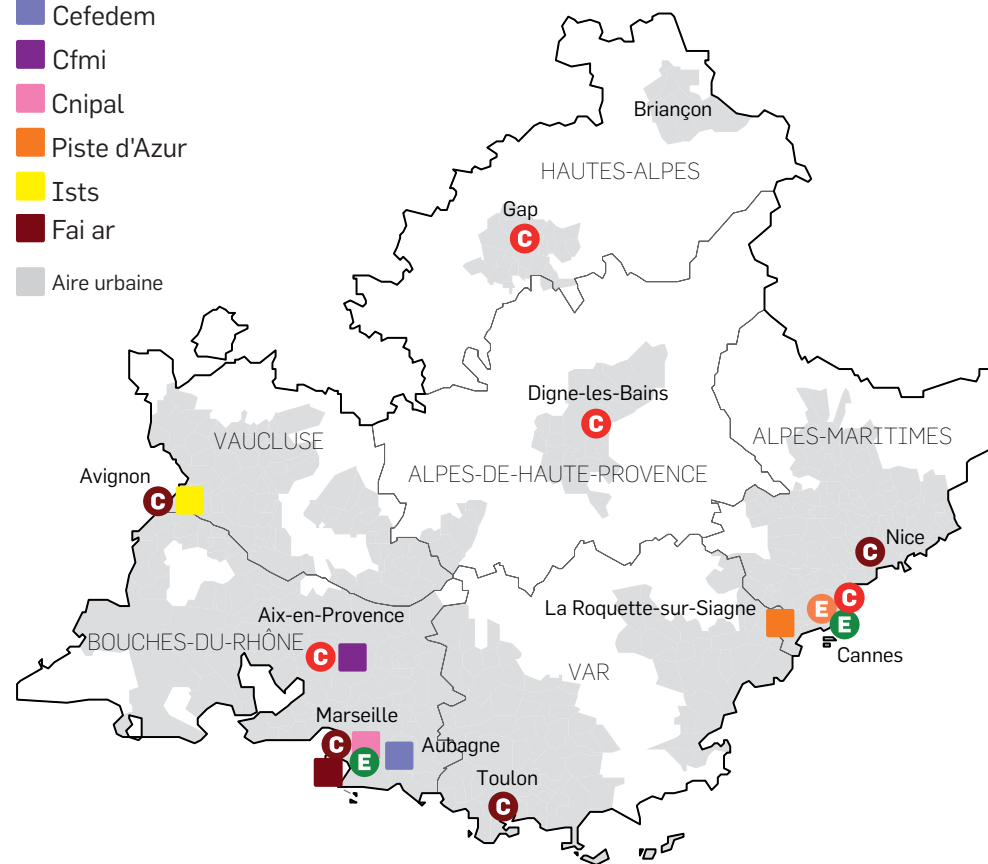 Cefedem
Cfmi
Cnipal
Piste d'Azur
Ists
Fai ar
Aire urbaine
Briançon
HAUTES-ALPES
Gap
C
Digne-les-Bains
C
VAUCLUSE
ALPES-MARITIMES
ALPES-DE-HAUTE-PROVENCE
Avignon
C
Nice
C
La Roquette-sur-Siagne
E
C
E
Cannes
Aix-en-Provence
BOUCHES-DU-RHÔNE
C
VAR
Marseille
C
E
Aubagne
Toulon
C